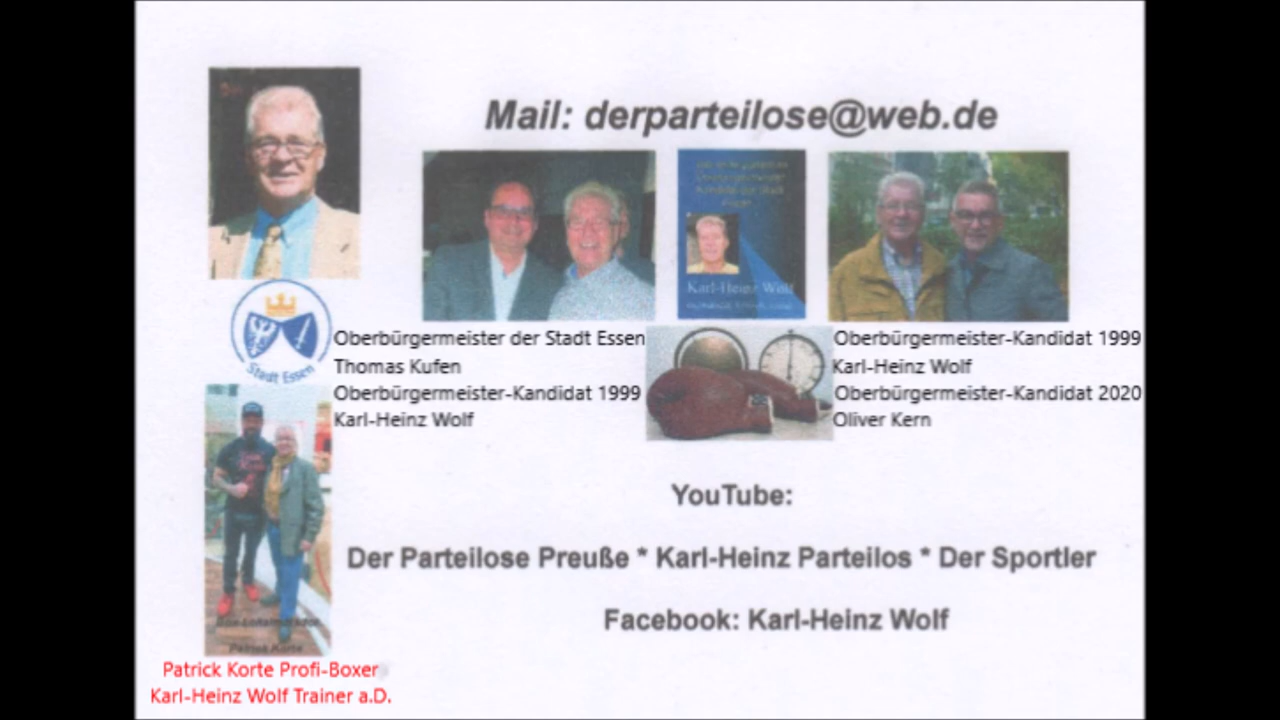 Mail: derparteilose@web.de
Karl-Heinz Wolf
Stadt Essen
Oberbürgermeister der Stadt Essen
Thomas Kufen
Oberbürgermeister-Kandidat 1999
Karl-Heinz Wolf
Oberbürgermeister-Kandidat 1999
Karl-Heinz Wolf
Oberbürgermeister-Kandidat 2020
Oliver Kern
YouTube:
Der Parteilose Preuße * Karl-Heinz Parteilos * Der Sportler
Facebook: Karl-Heinz Wolf
Patrick Korte
Patrick Korte Profi-Boxer
Karl-Heinz Wolf Trainer a.D.